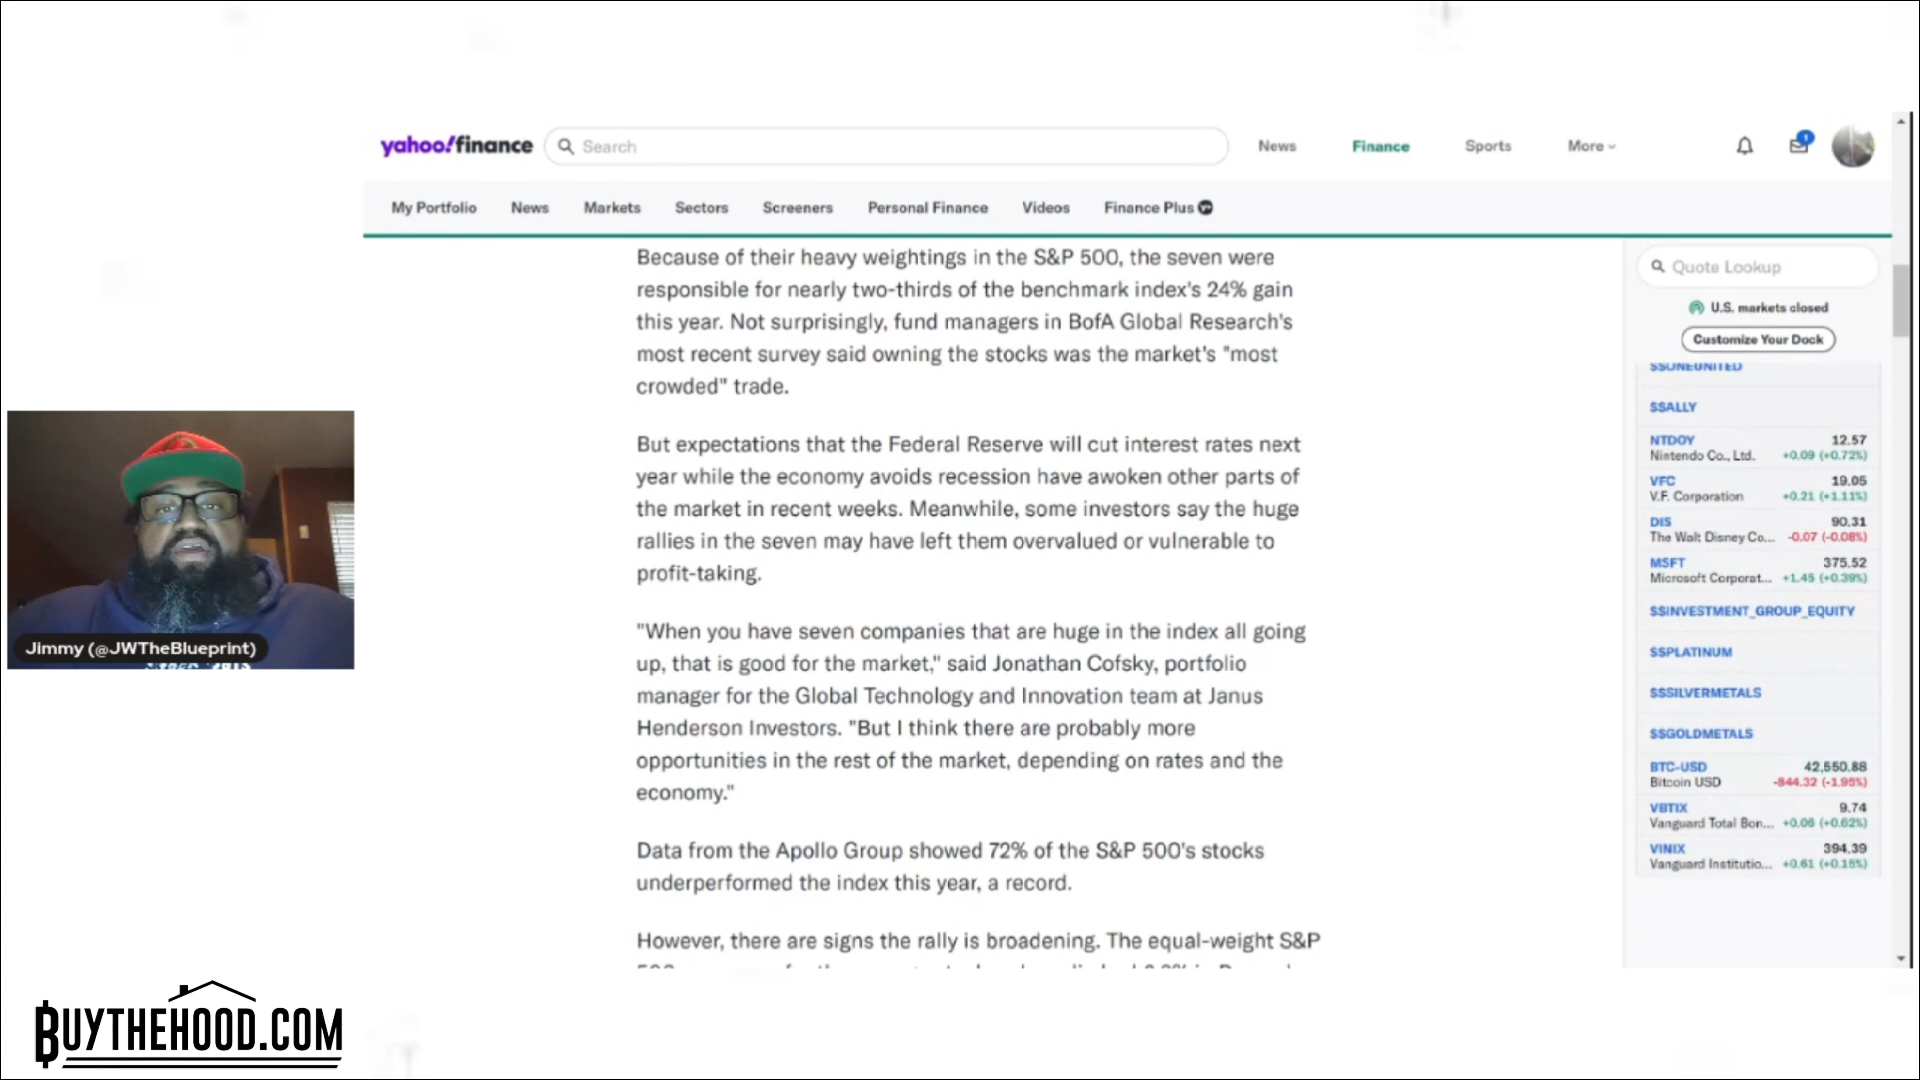 yahoo!finance
Search
News
Finance
Sports
More
1
My Portfolio
News
Markets
Sectors
Screeners
Personal Finance
Videos
Finance Plus
Because of their heavy weightings in the S&P 500, the seven were
responsible for nearly two-thirds of the benchmark index's 24% gain
this year. Not surprisingly, fund managers in BofA Global Research's
most recent survey said owning the stocks was the market's "most
crowded" trade.
But expectations that the Federal Reserve will cut interest rates next
year while the economy avoids recession have awoken other parts of
the market in recent weeks. Meanwhile, some investors say the huge
rallies in the seven may have left them overvalued or vulnerable to
profit-taking.
"When you have seven companies that are huge in the index all going
up, that is good for the market," said Jonathan Cofsky, portfolio
manager for the Global Technology and Innovation team at Janus
Henderson Investors. "But I think there are probably more
opportunities in the rest of the market, depending on rates and the
economy."
Data from the Apollo Group showed 72% of the S&P 500's stocks
underperformed the index this year, a record.
However, there are signs the rally is broadening. The equal-weight S&P
Quote Lookup
U.S. markets closed
Customize Your Dock
$$ONEUNITED
$$ALLY
NTDOY 12.57
Nintendo Co., Ltd. +0.09 (+0.72%)
VFC 19.05
V.F. Corporation +0.21 (+1.11%)
DIS 90.31
The Walt Disney Co... -0.07 (-0.08%)
MSFT 375.52
Microsoft Corporat... +1.45 (+0.39%)
$$INVESTMENT_GROUP_EQUITY
$$PLATINUM
$$SILVERMETALS
$$GOLDMETALS
BTC-USD 42,550.88
Bitcoin USD -844.32 (-1.95%)
VBTIX 9.74
Vanguard Total Bon... +0.06 (+0.62%)
VINIX 394.39
Vanguard Institutio... +0.61 (+0.15%)
Jimmy (@JWTheBlueprint)
BUYTHEHOOD.COM